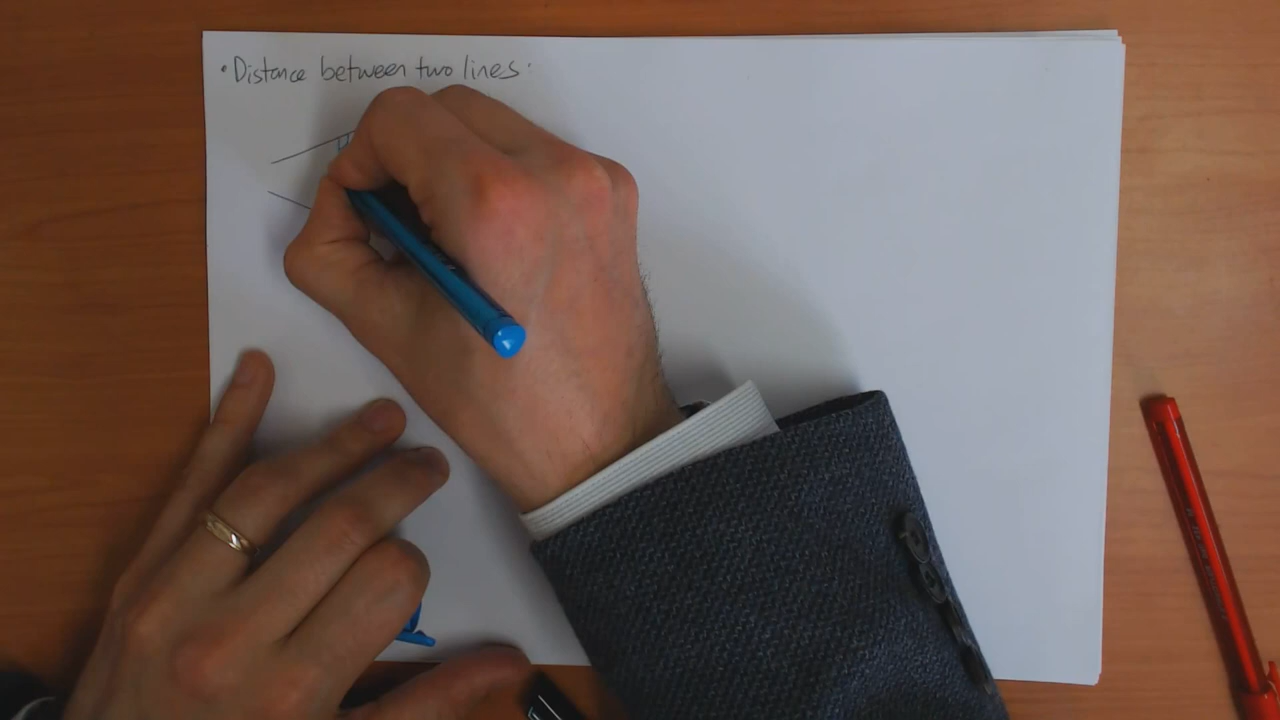 • Distance between two lines.